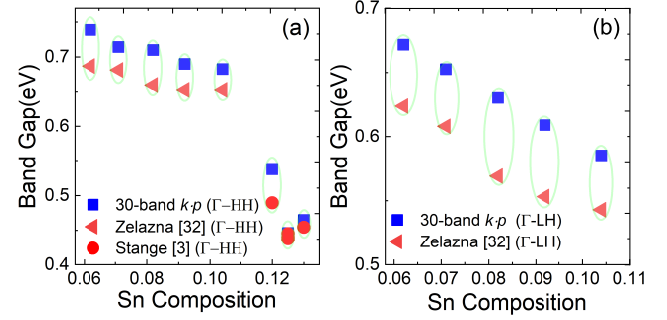 (a)
Band Gap(eV)
0.7
0.6
0.5
0.4
30-band k·p (Γ–HH)
Zelazna [32] (Γ–HH)
Stange [3] (Γ–HH)
0.06 0.08 0.10 0.12
Sn Composition
(b)
Band Gap(eV)
0.7
0.6
0.5
30-band k·p (Γ-LH)
Zelazna [32] (Γ-LH)
0.06 0.07 0.08 0.09 0.10 0.11
Sn Composition